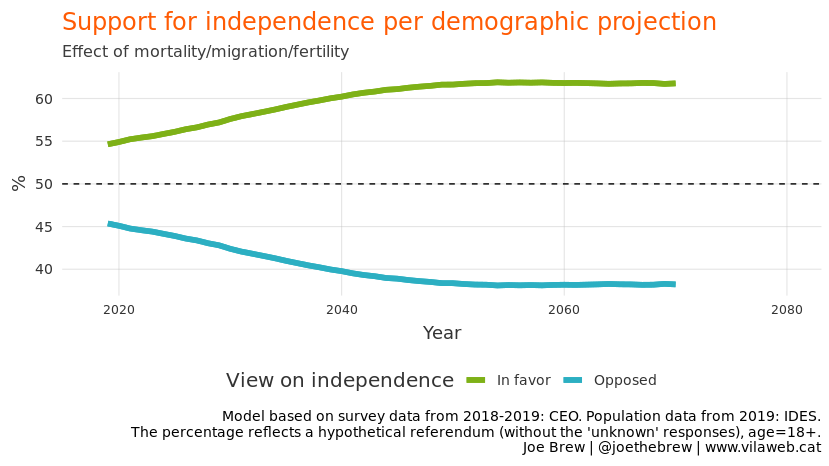 Support for independence per demographic projection
Effect of mortality/migration/fertility
%
60
55
50
45
40
2020
2040
2060
2080
Year
View on independence
In favor
Opposed
Model based on survey data from 2018-2019: CEO. Population data from 2019: IDES.
The percentage reflects a hypothetical referendum (without the 'unknown' responses), age=18+.
Joe Brew | @joethebrew | www.vilaweb.cat